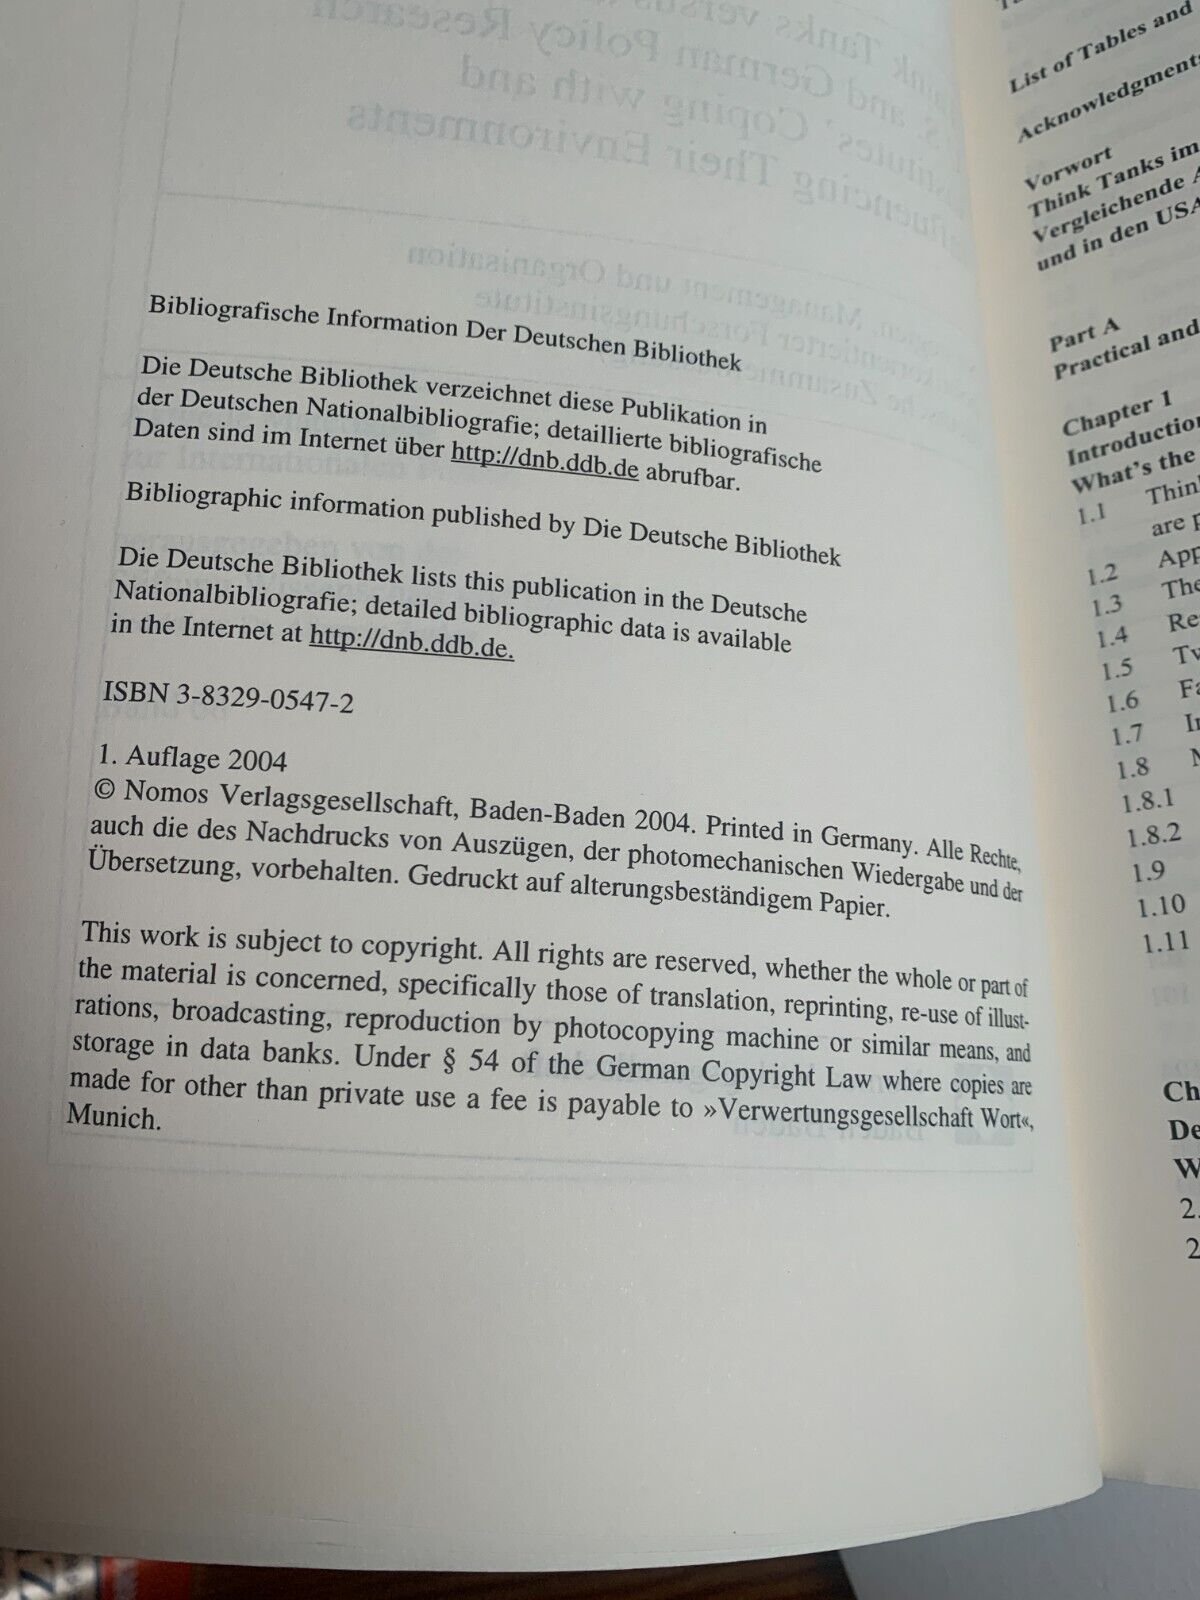 Bibliografische Information Der Deutschen Bibliothek
Die Deutsche Bibliothek verzeichnet diese Publikation in
der Deutschen Nationalbibliografie; detaillierte bibliografische
Daten sind im Internet über http://dnb.ddb.de abrufbar.
Bibliographic information published by Die Deutsche Bibliothek
Die Deutsche Bibliothek lists this publication in the Deutsche
Nationalbibliografie; detailed bibliographic data is available
in the Internet at http://dnb.ddb.de.
ISBN 3-8329-0547-2
1. Auflage 2004
© Nomos Verlagsgesellschaft, Baden-Baden 2004. Printed in Germany. Alle Rechte,
auch die des Nachdrucks von Auszügen, der photomechanischen Wiedergabe und der
Übersetzung, vorbehalten. Gedruckt auf alterungsbeständigem Papier.
This work is subject to copyright. All rights are reserved, whether the whole or part of
the material is concerned, specifically those of translation, reprinting, re-use of illust-
rations, broadcasting, reproduction by photocopying machine or similar means, and
storage in data banks. Under § 54 of the German Copyright Law where copies are
made for other than private use a fee is payable to »Verwertungsgesellschaft Wort«,
Munich.
List of Tables and
Acknowledgments
Vorwort
Think Tanks im
Vergleichende
und in den USA
Part A
Practical and
Chapter 1
Introduction
What's the
1.1
are
1.2
1.3 The
1.4
1.5
1.6
1.7
1.8
1.8.1
1.8.2
1.9
1.10
1.11